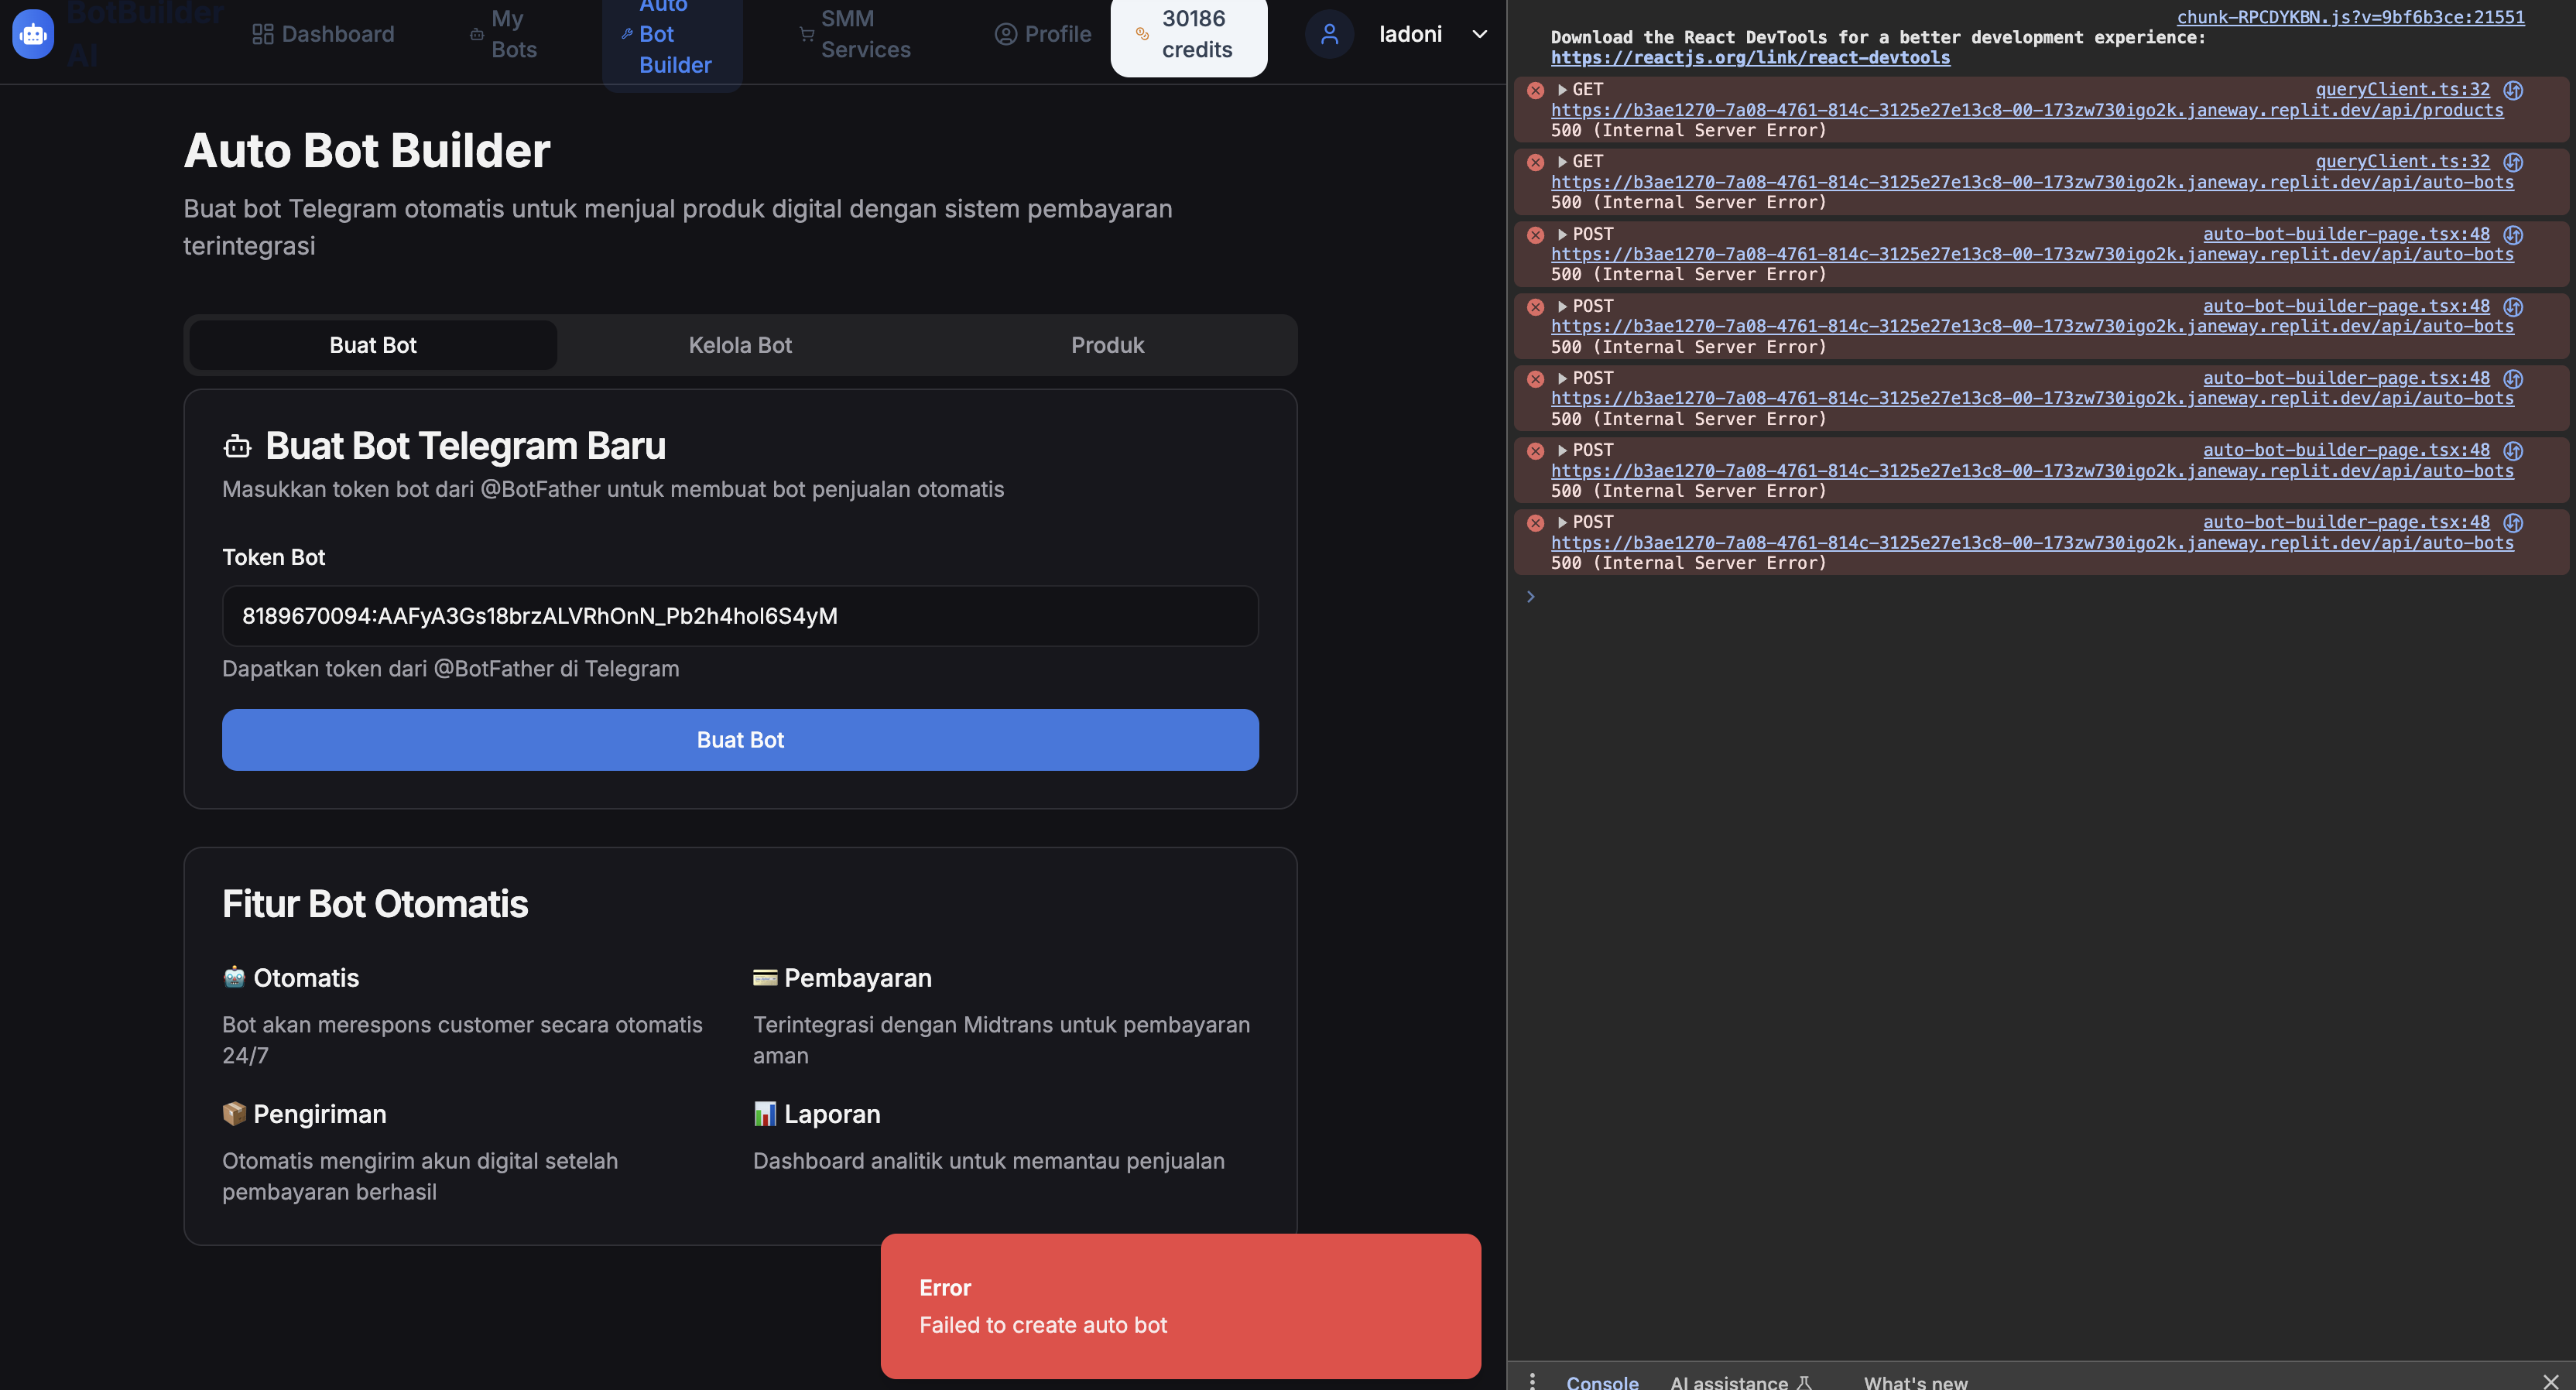 BotBuilder
AI
Dashboard
My
Bots
Auto
Bot
Builder
SMM
Services
Profile
30186
credits
ladoni
Auto Bot Builder
Buat bot Telegram otomatis untuk menjual produk digital dengan sistem pembayaran
terintegrasi
Buat Bot
Kelola Bot
Produk
Buat Bot Telegram Baru
Masukkan token bot dari @BotFather untuk membuat bot penjualan otomatis
Token Bot
8189670094:AAFyA3Gs18brzALVRhOnN_Pb2h4hoI6S4yM
Dapatkan token dari @BotFather di Telegram
Buat Bot
Fitur Bot Otomatis
🤖 Otomatis
Bot akan merespons customer secara otomatis
24/7
💳 Pembayaran
Terintegrasi dengan Midtrans untuk pembayaran
aman
📦 Pengiriman
Otomatis mengirim akun digital setelah
pembayaran berhasil
📊 Laporan
Dashboard analitik untuk memantau penjualan
Error
Failed to create auto bot
chunk-RPCDYKBN.js?v=9bf6b3ce:21551
Download the React DevTools for a better development experience:
https://reactjs.org/link/react-devtools
GET queryClient.ts:32
https://b3ae1270-7a08-4761-814c-3125e27e13c8-00-173zw730igo2k.janeway.replit.dev/api/products
500 (Internal Server Error)
GET queryClient.ts:32
https://b3ae1270-7a08-4761-814c-3125e27e13c8-00-173zw730igo2k.janeway.replit.dev/api/auto-bots
500 (Internal Server Error)
POST auto-bot-builder-page.tsx:48
https://b3ae1270-7a08-4761-814c-3125e27e13c8-00-173zw730igo2k.janeway.replit.dev/api/auto-bots
500 (Internal Server Error)
POST auto-bot-builder-page.tsx:48
https://b3ae1270-7a08-4761-814c-3125e27e13c8-00-173zw730igo2k.janeway.replit.dev/api/auto-bots
500 (Internal Server Error)
POST auto-bot-builder-page.tsx:48
https://b3ae1270-7a08-4761-814c-3125e27e13c8-00-173zw730igo2k.janeway.replit.dev/api/auto-bots
500 (Internal Server Error)
POST auto-bot-builder-page.tsx:48
https://b3ae1270-7a08-4761-814c-3125e27e13c8-00-173zw730igo2k.janeway.replit.dev/api/auto-bots
500 (Internal Server Error)
POST auto-bot-builder-page.tsx:48
https://b3ae1270-7a08-4761-814c-3125e27e13c8-00-173zw730igo2k.janeway.replit.dev/api/auto-bots
500 (Internal Server Error)
Console
AI assistance
What's new